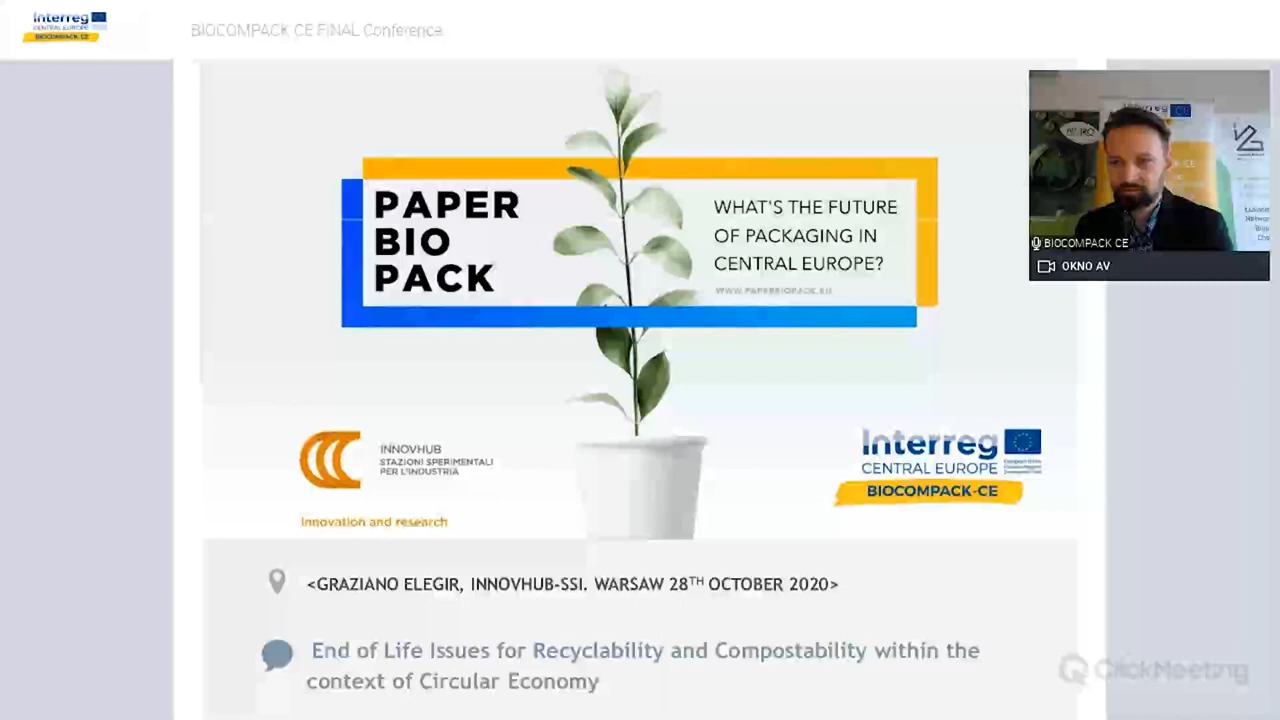 Interreg
CENTRAL EUROPE
BIOCOMPACK-CE
BIOCOMPACK CE FINAL Conference
PAPER
BIO
PACK
WHAT'S THE FUTURE
OF PACKAGING IN
CENTRAL EUROPE?
WWW.PAPERBIOPACK.EU
BIOCOMPACK CE
OKNO AV
INNOVHUB
STAZIONI SPERIMENTALI
PER L'INDUSTRIA
Innovation and research
Interreg
CENTRAL EUROPE
BIOCOMPACK-CE
<GRAZIANO ELEGIR, INNOVHUB-SSI. WARSAW 28TH OCTOBER 2020>
End of Life Issues for Recyclability and Compostability within the
context of Circular Economy
ClickMeeting